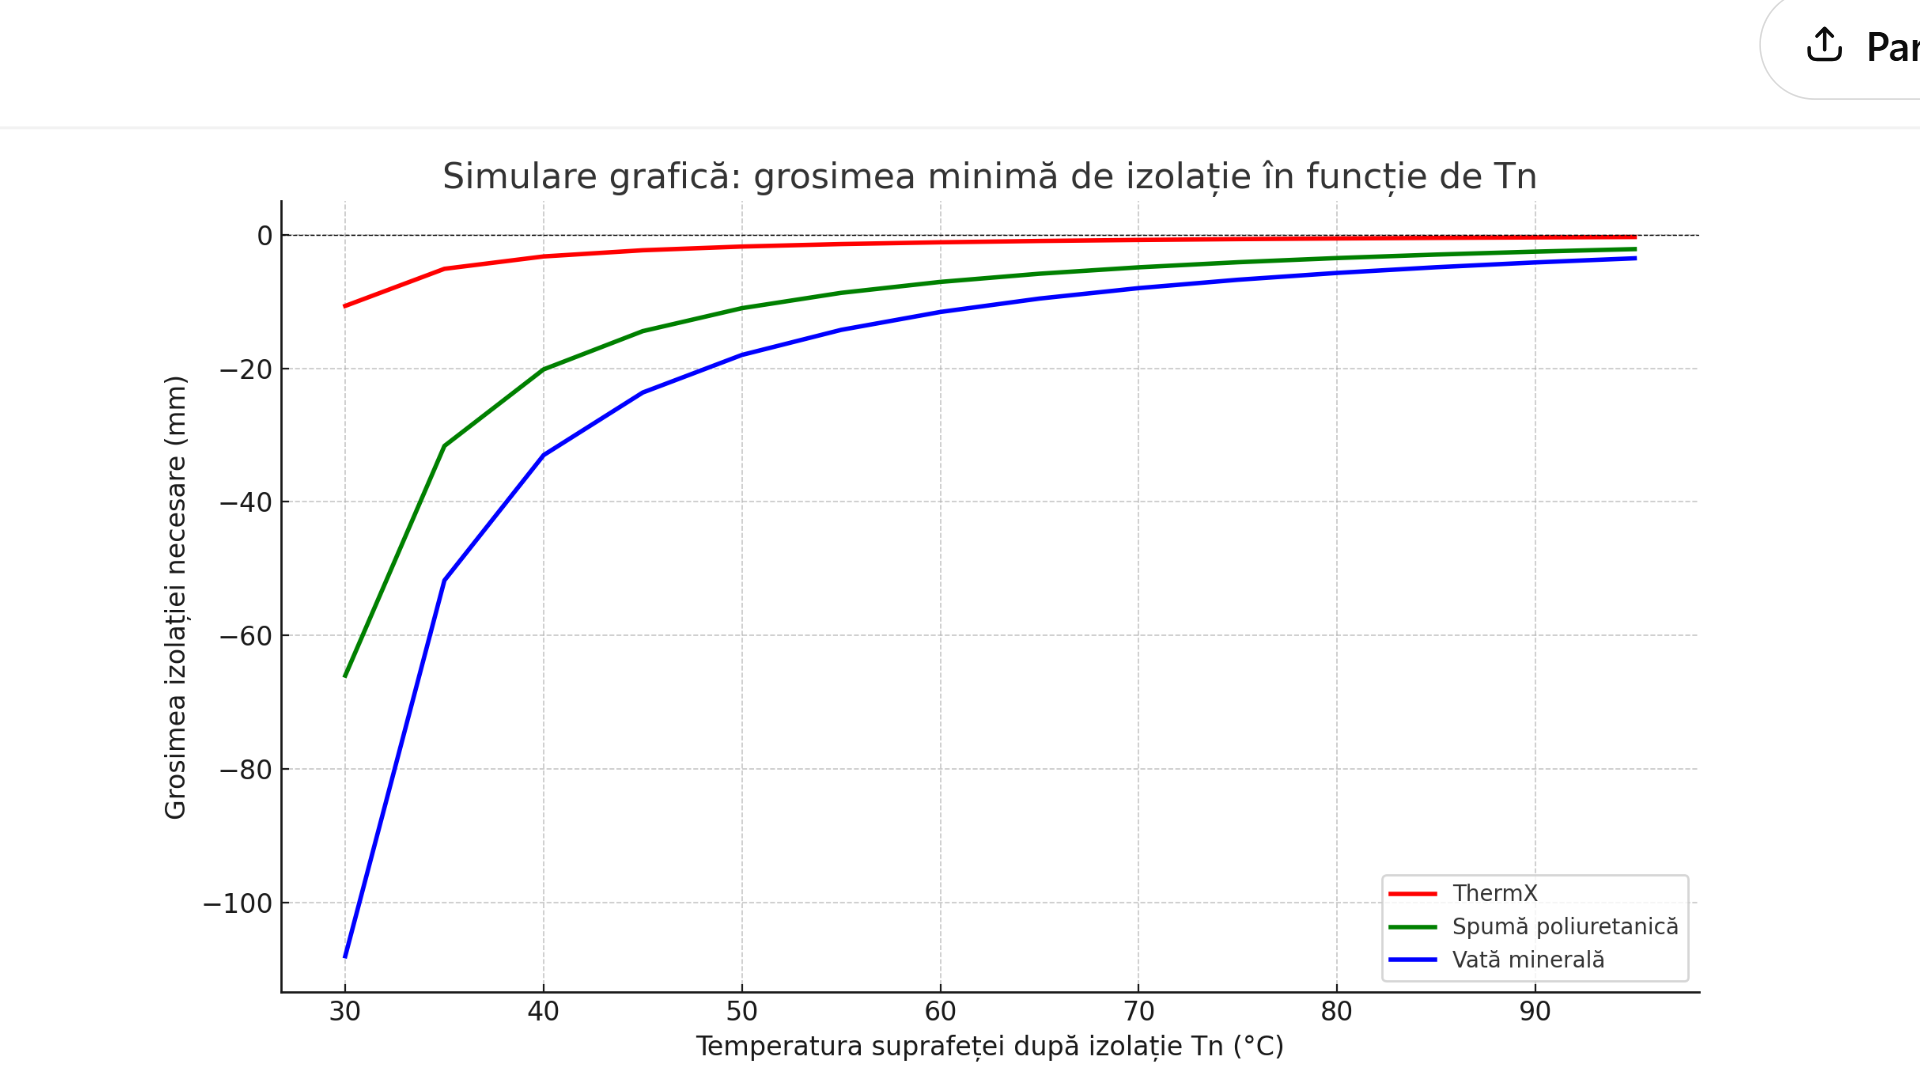 Par
Simulare grafică: grosimea minimă de izolație în funcție de Tn
0
−20
−40
−60
−80
−100
Grosimea izolației necesare (mm)
30 40 50 60 70 80 90
Temperatura suprafeței după izolație Tn (°C)
ThermX
Spumă poliuretanică
Vată minerală